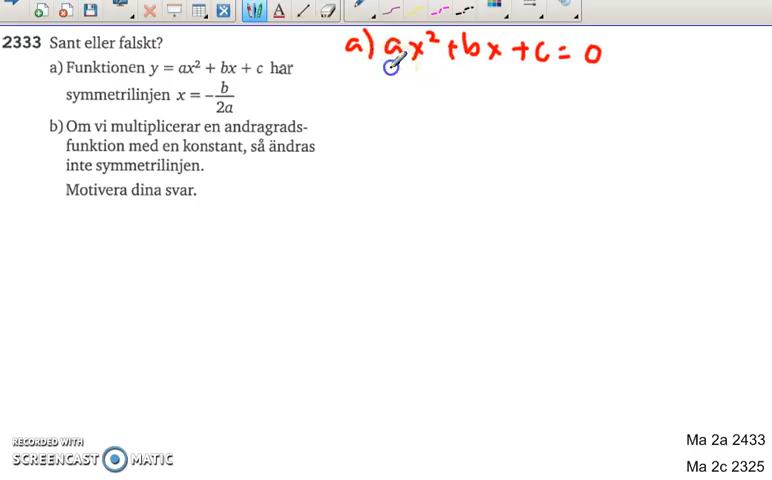 2333 Sant eller falskt?
a) Funktionen y = ax² + bx + c har
symmetrilinjen x = −b/2a
b) Om vi multiplicerar en andragrads-
funktion med en konstant, så ändras
inte symmetrilinjen.
Motivera dina svar.
a) ax² + bx + c = 0
RECORDED WITH
SCREENCAST MATIC
Ma 2a 2433
Ma 2c 2325